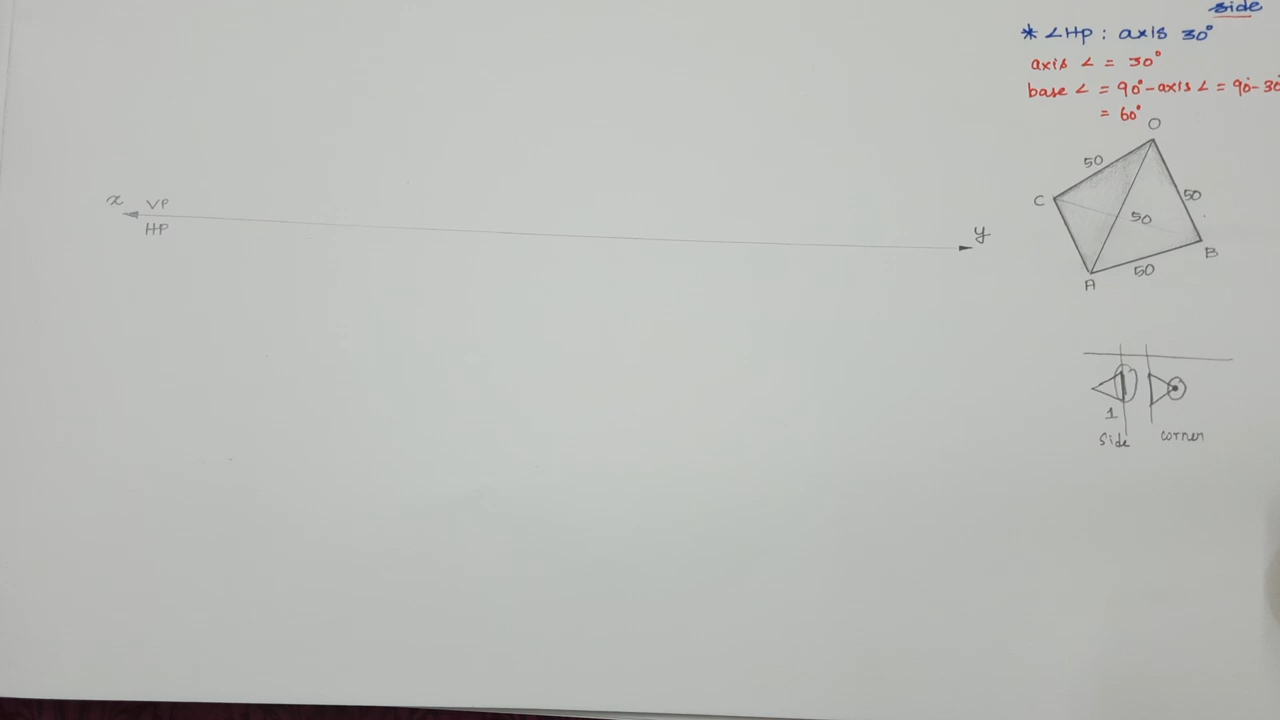 side
* ∠Hp : axis 30°
axis ∠ = 30°
base ∠ = 90° - axis ∠ = 90° - 30°
= 60°
O
50
C
50
50
B
50
A
x VP
HP
y
1
side corner